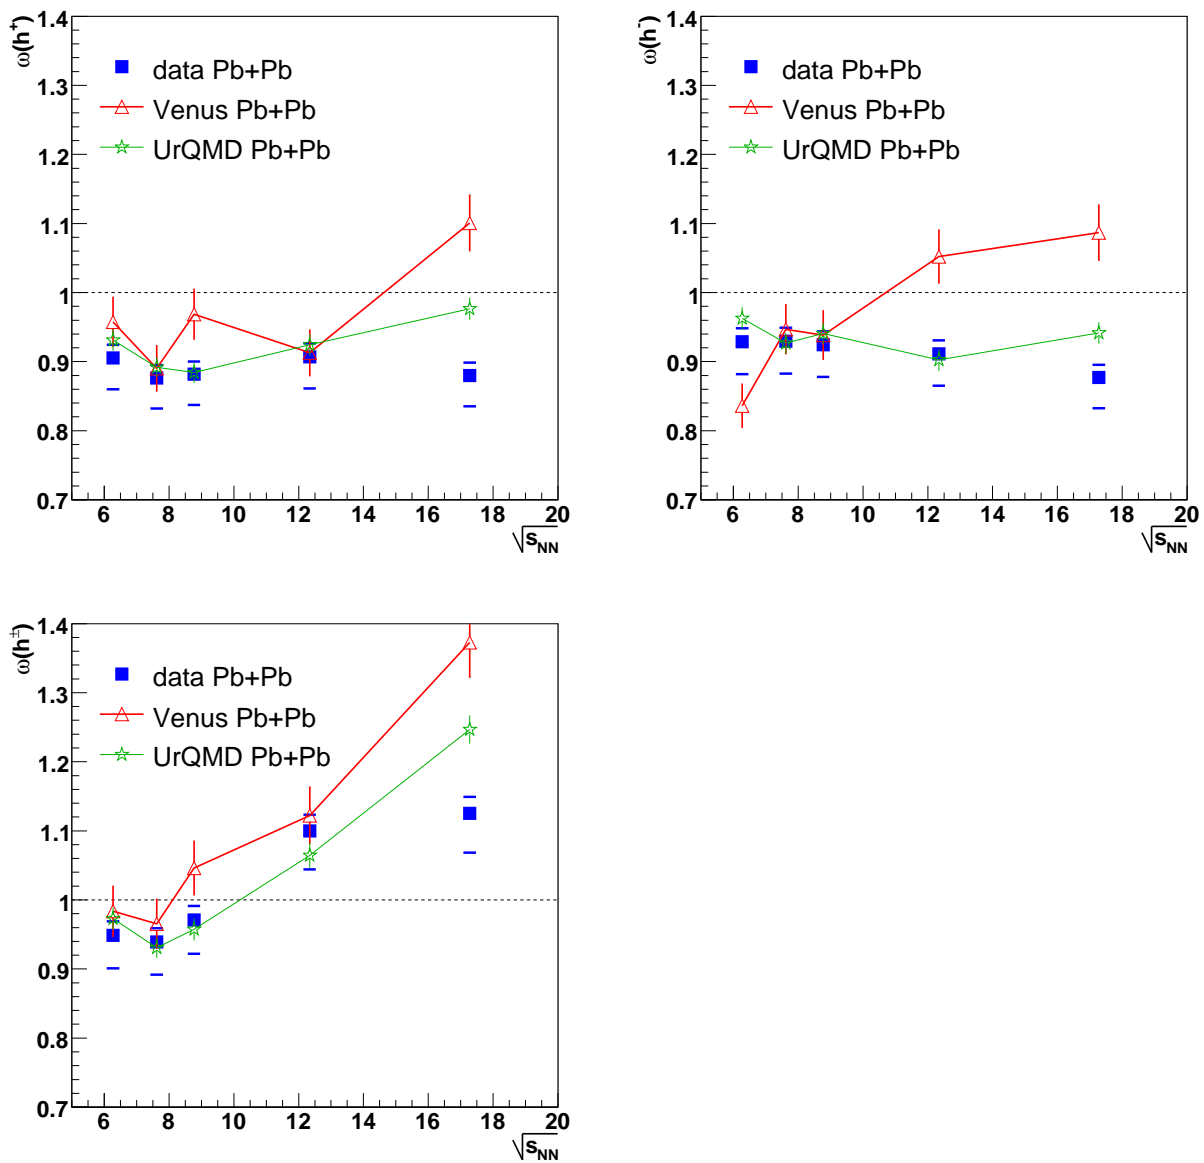 ω(h⁺)
1.4
1.3
1.2
1.1
1
0.9
0.8
0.7
data Pb+Pb
Venus Pb+Pb
UrQMD Pb+Pb
6 8 10 12 14 16 18 20
√s_NN
ω(h⁻)
1.4
1.3
1.2
1.1
1
0.9
0.8
0.7
data Pb+Pb
Venus Pb+Pb
UrQMD Pb+Pb
6 8 10 12 14 16 18 20
√s_NN
ω(h^±)
1.4
1.3
1.2
1.1
1
0.9
0.8
0.7
data Pb+Pb
Venus Pb+Pb
UrQMD Pb+Pb
6 8 10 12 14 16 18 20
√s_NN